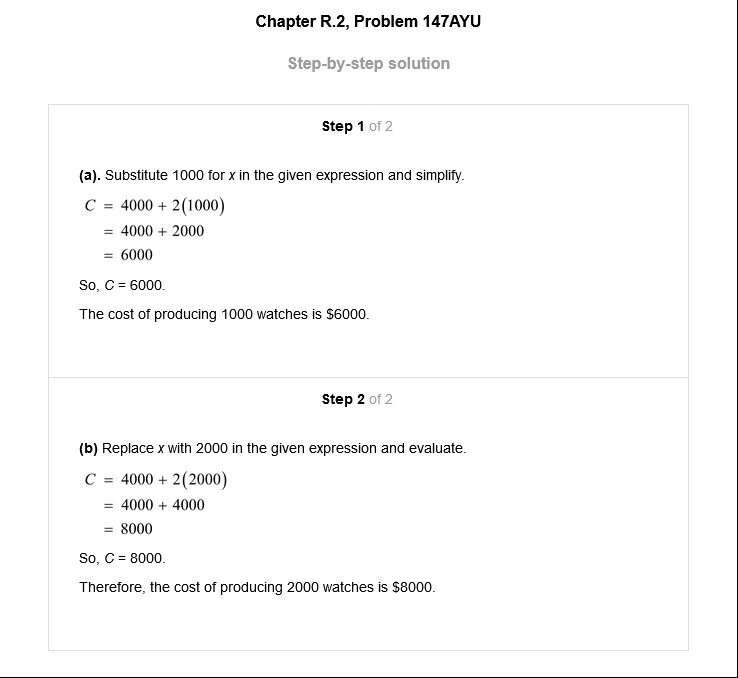 Chapter R.2, Problem 147AYU
Step-by-step solution
Step 1 of 2
(a). Substitute 1000 for x in the given expression and simplify.
C = 4000 + 2(1000)
= 4000 + 2000
= 6000
So, C = 6000.
The cost of producing 1000 watches is $6000.
Step 2 of 2
(b) Replace x with 2000 in the given expression and evaluate.
C = 4000 + 2(2000)
= 4000 + 4000
= 8000
So, C = 8000.
Therefore, the cost of producing 2000 watches is $8000.